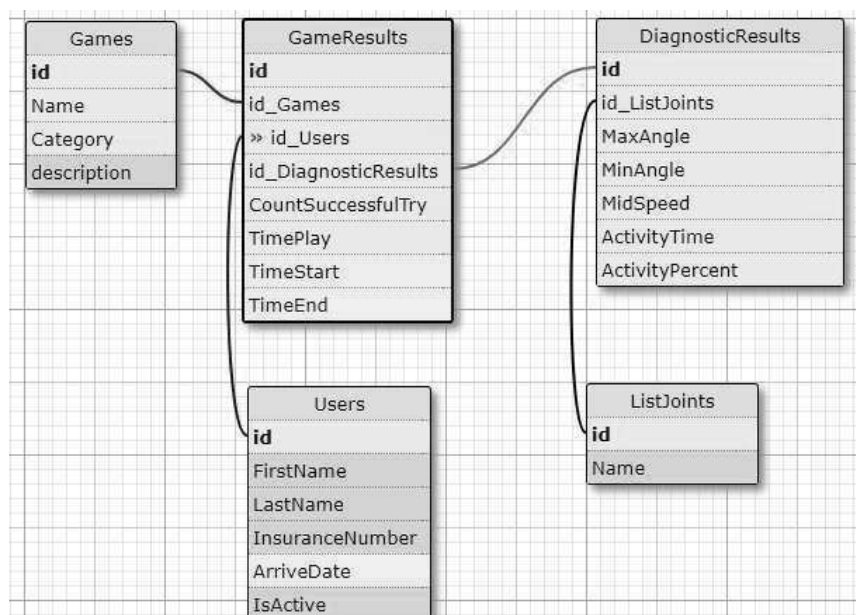 Games
id
Name
Category
description
GameResults
id
id_Games
» id_Users
id_DiagnosticResults
CountSuccessfulTry
TimePlay
TimeStart
TimeEnd
DiagnosticResults
id
id_ListJoints
MaxAngle
MinAngle
MidSpeed
ActivityTime
ActivityPercent
Users
id
FirstName
LastName
InsuranceNumber
ArriveDate
IsActive
ListJoints
id
Name